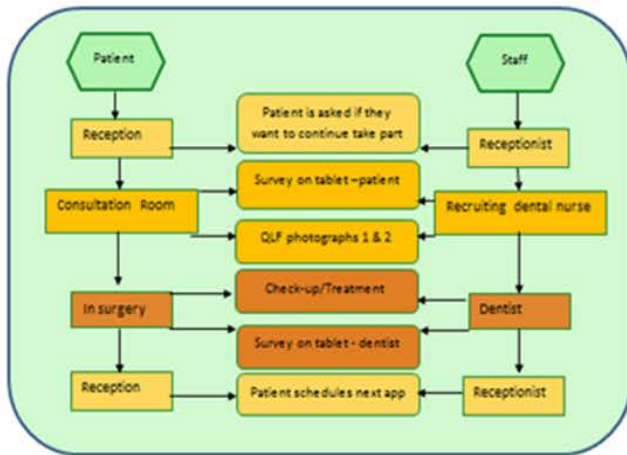 Patient
Staff
Patient is asked if they
want to continue take part
Reception
Receptionist
Survey on tablet –patient
Consultation Room
Recruiting dental nurse
QLF photographs 1 & 2
Check-up/Treatment
In surgery
Dentist
Survey on tablet - dentist
Reception
Patient schedules next app
Receptionist